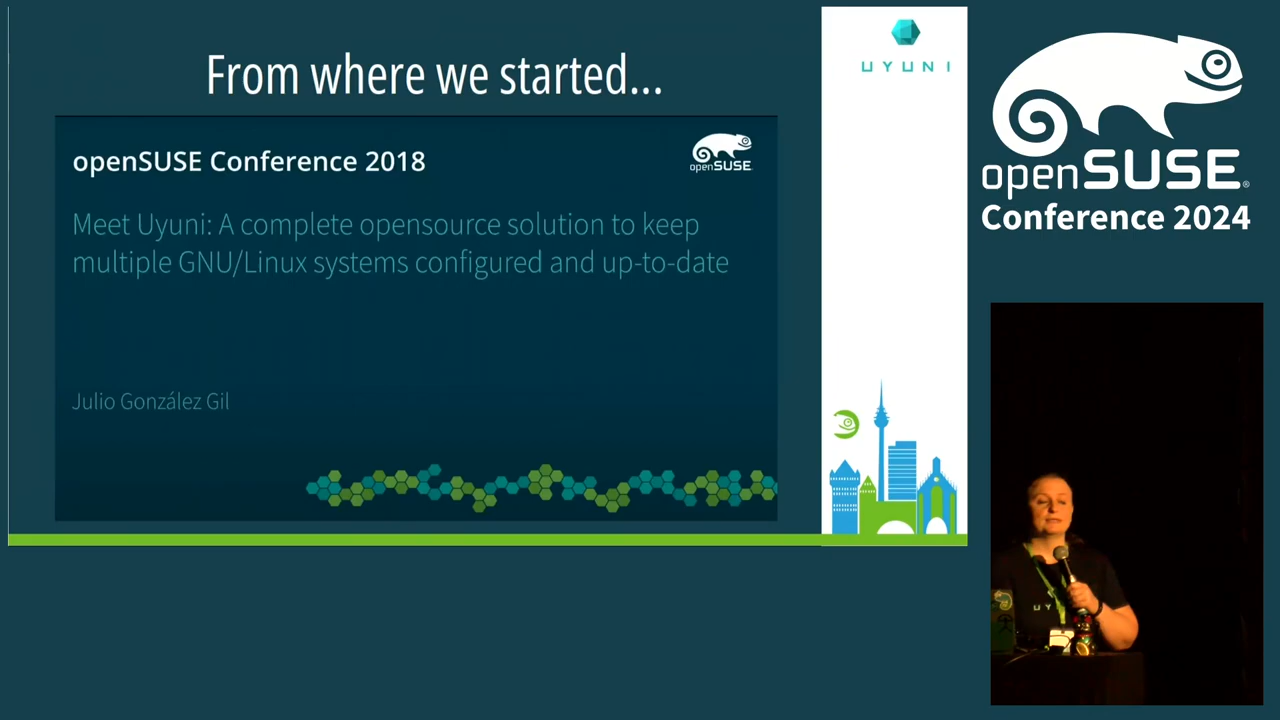 From where we started...
openSUSE Conference 2018
openSUSE
Meet Uyuni: A complete opensource solution to keep
multiple GNU/Linux systems configured and up-to-date
Julio González Gil
UYUNI
openSUSE®
Conference 2024
UY